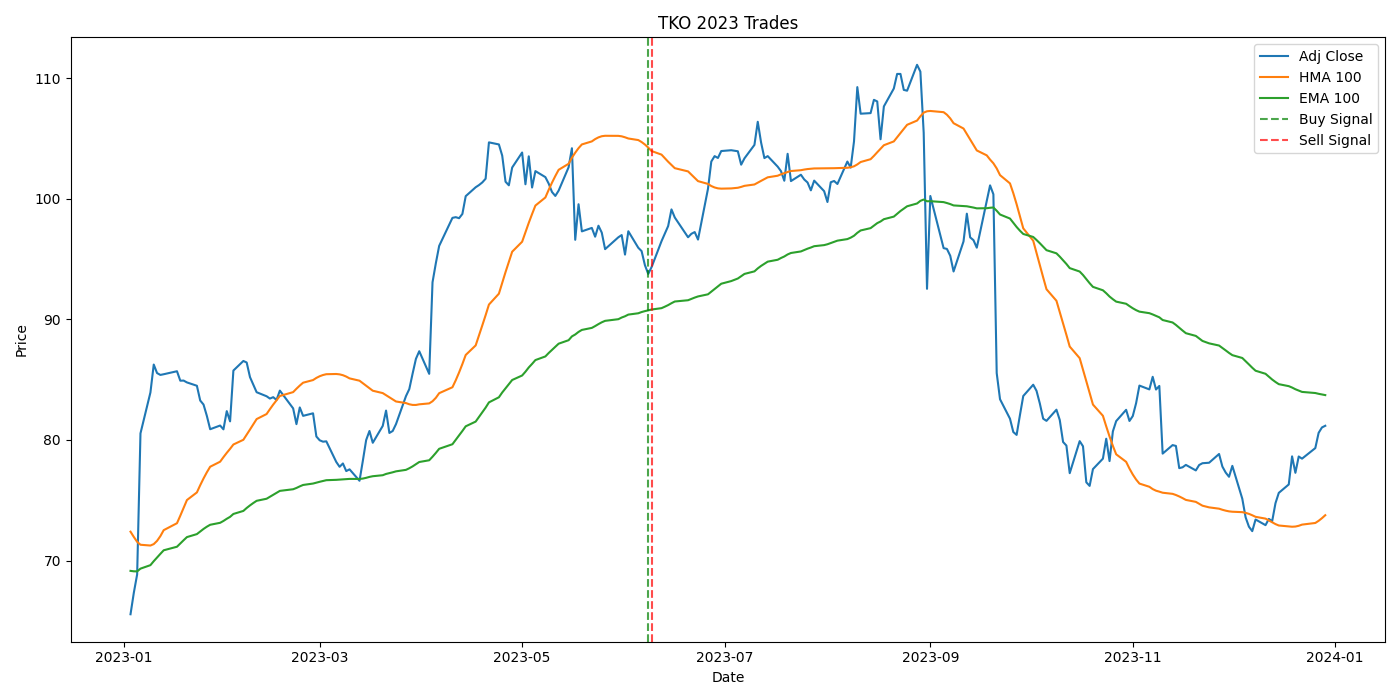 TKO 2023 Trades
Adj Close
HMA 100
EMA 100
Buy Signal
Sell Signal
Price
110
100
90
80
70
2023-01 2023-03 2023-05 2023-07 2023-09 2023-11 2024-01
Date